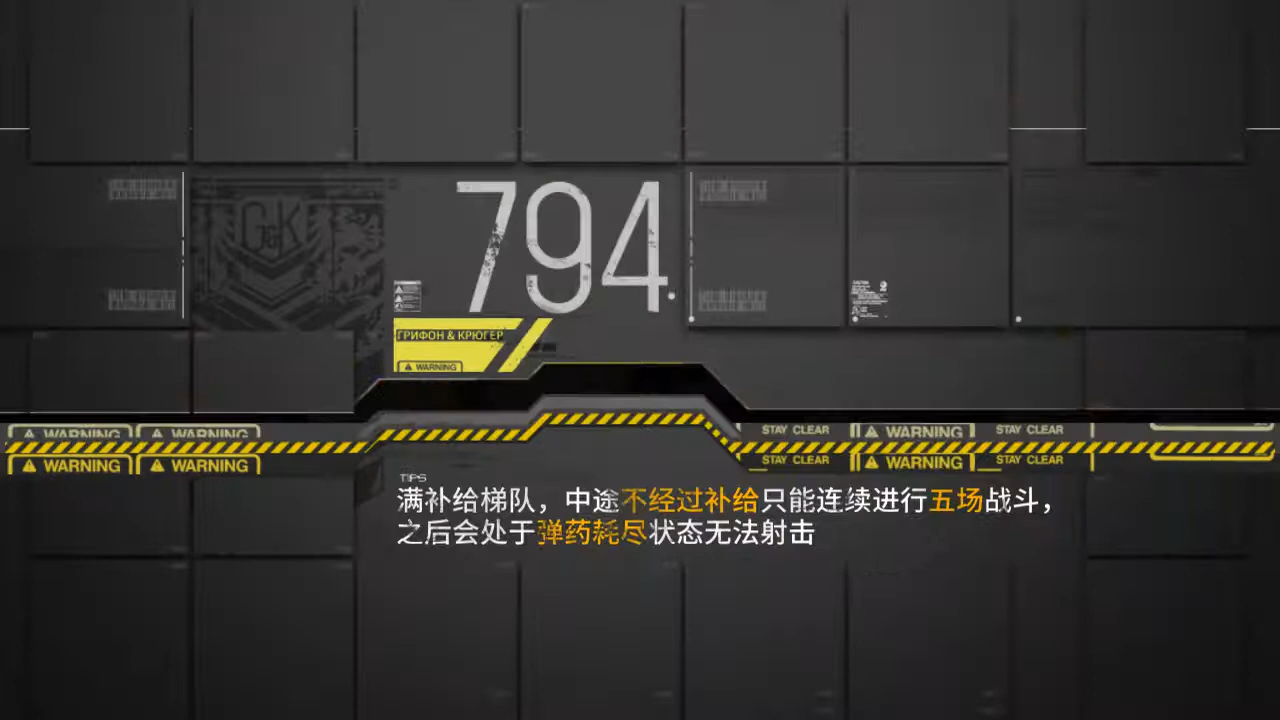 G&K
794.
ГРИФОН & КРЮГЕР
WARNING
WARNING WARNING
STAY CLEAR WARNING STAY CLEAR
WARNING WARNING
STAY CLEAR WARNING STAY CLEAR
TIPS
满补给梯队，中途不经过补给只能连续进行五场战斗，
之后会处于弹药耗尽状态无法射击